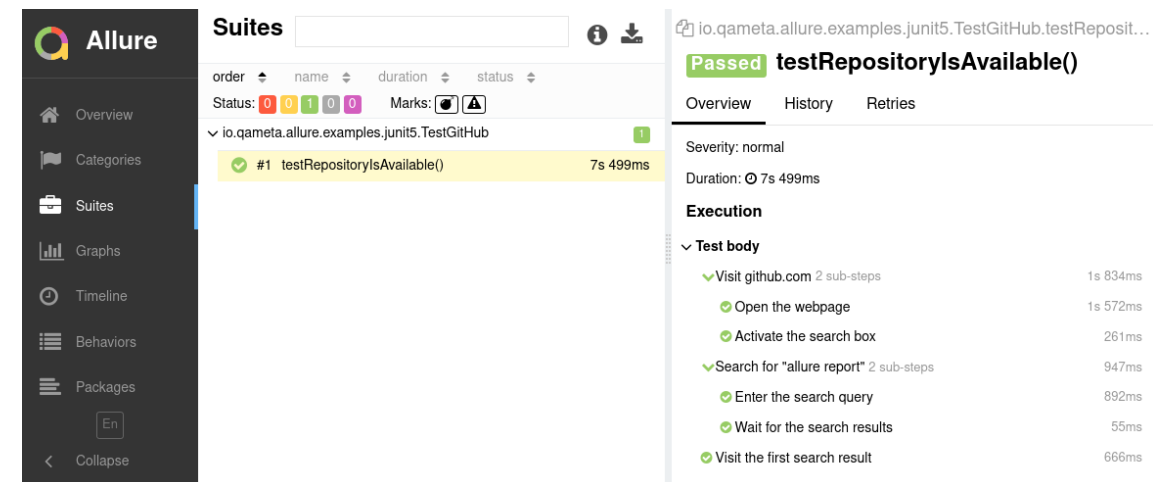 Allure
Overview
Categories
Suites
Graphs
Timeline
Behaviors
Packages
En
Collapse
Suites
order name duration status
Status: 0 0 1 0 0 Marks:
io.qameta.allure.examples.junit5.TestGitHub 1
#1 testRepositoryIsAvailable() 7s 499ms
io.qameta.allure.examples.junit5.TestGitHub.testReposit...
Passed testRepositoryIsAvailable()
Overview History Retries
Severity: normal
Duration: 7s 499ms
Execution
Test body
Visit github.com 2 sub-steps 1s 834ms
Open the webpage 1s 572ms
Activate the search box 261ms
Search for "allure report" 2 sub-steps 947ms
Enter the search query 892ms
Wait for the search results 55ms
Visit the first search result 666ms